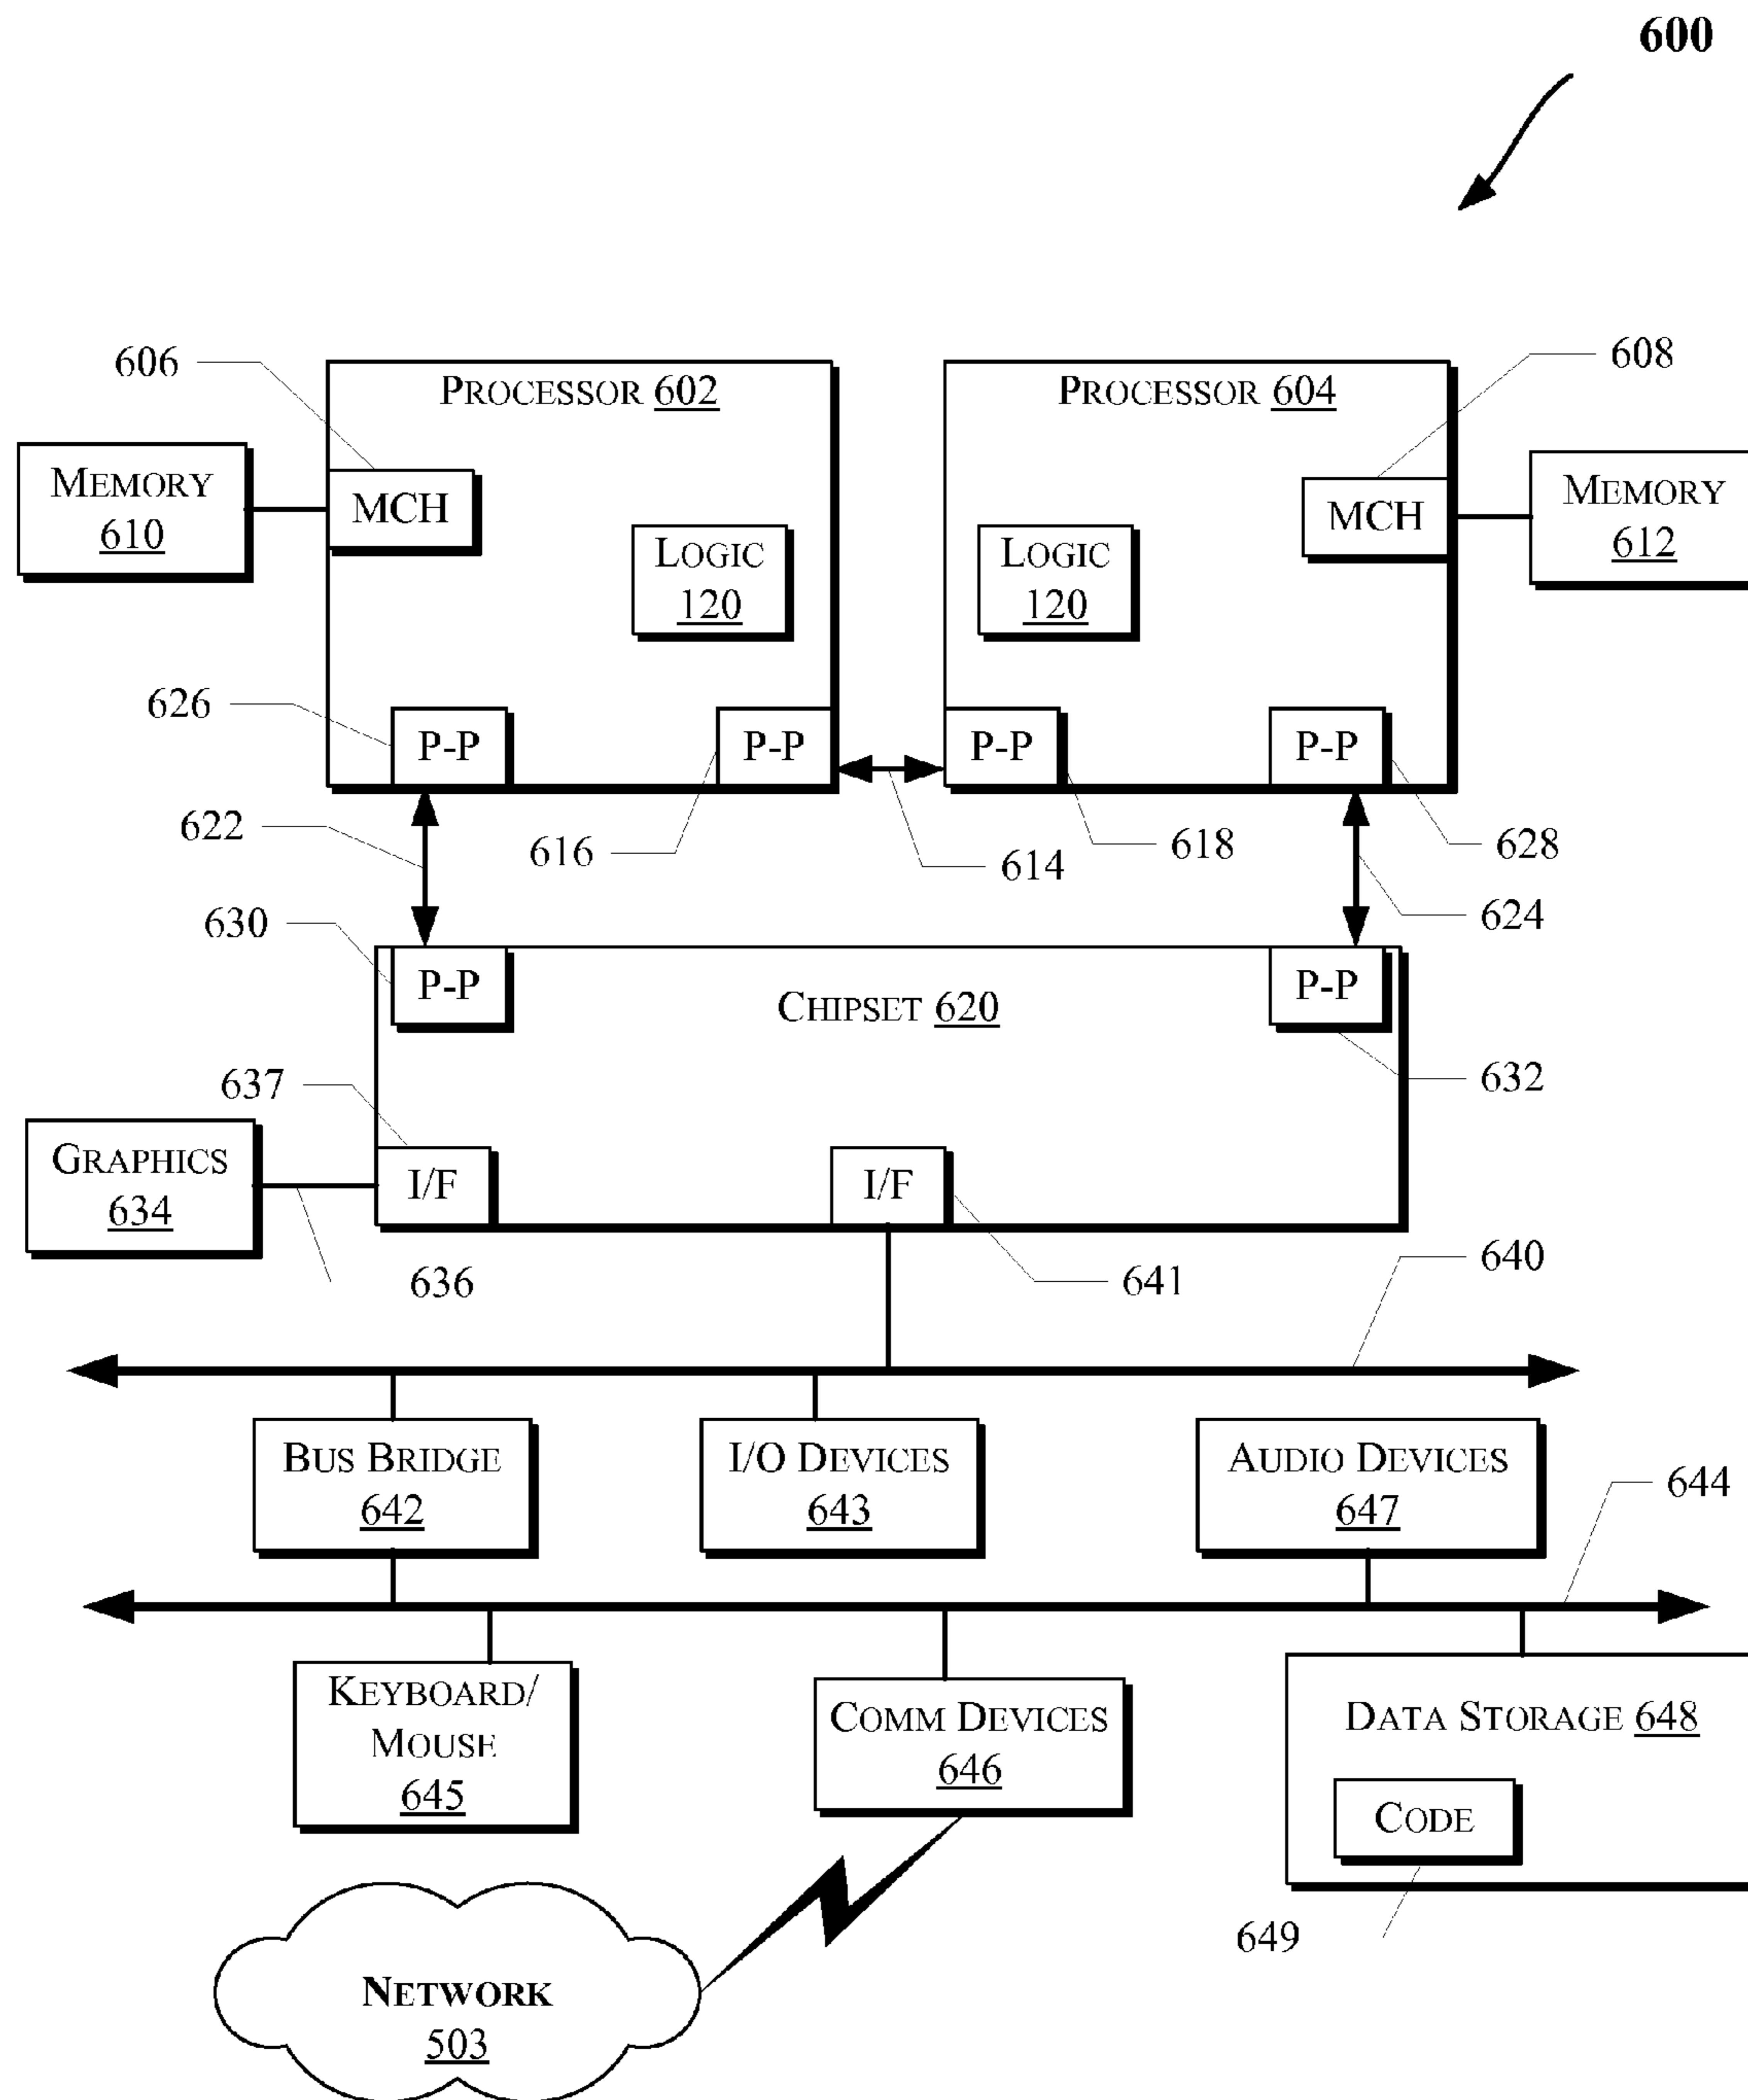 600
606
PROCESSOR 602
PROCESSOR 604
608
MEMORY
610
MCH
LOGIC
120
LOGIC
120
MCH
MEMORY
612
626
P-P
P-P
P-P
P-P
622
616
614
618
628
630
624
P-P
CHIPSET 620
P-P
637
632
GRAPHICS
634
I/F
I/F
636
641
640
BUS BRIDGE
642
I/O DEVICES
643
AUDIO DEVICES
647
644
KEYBOARD/
MOUSE
645
COMM DEVICES
646
DATA STORAGE 648
CODE
649
NETWORK
503